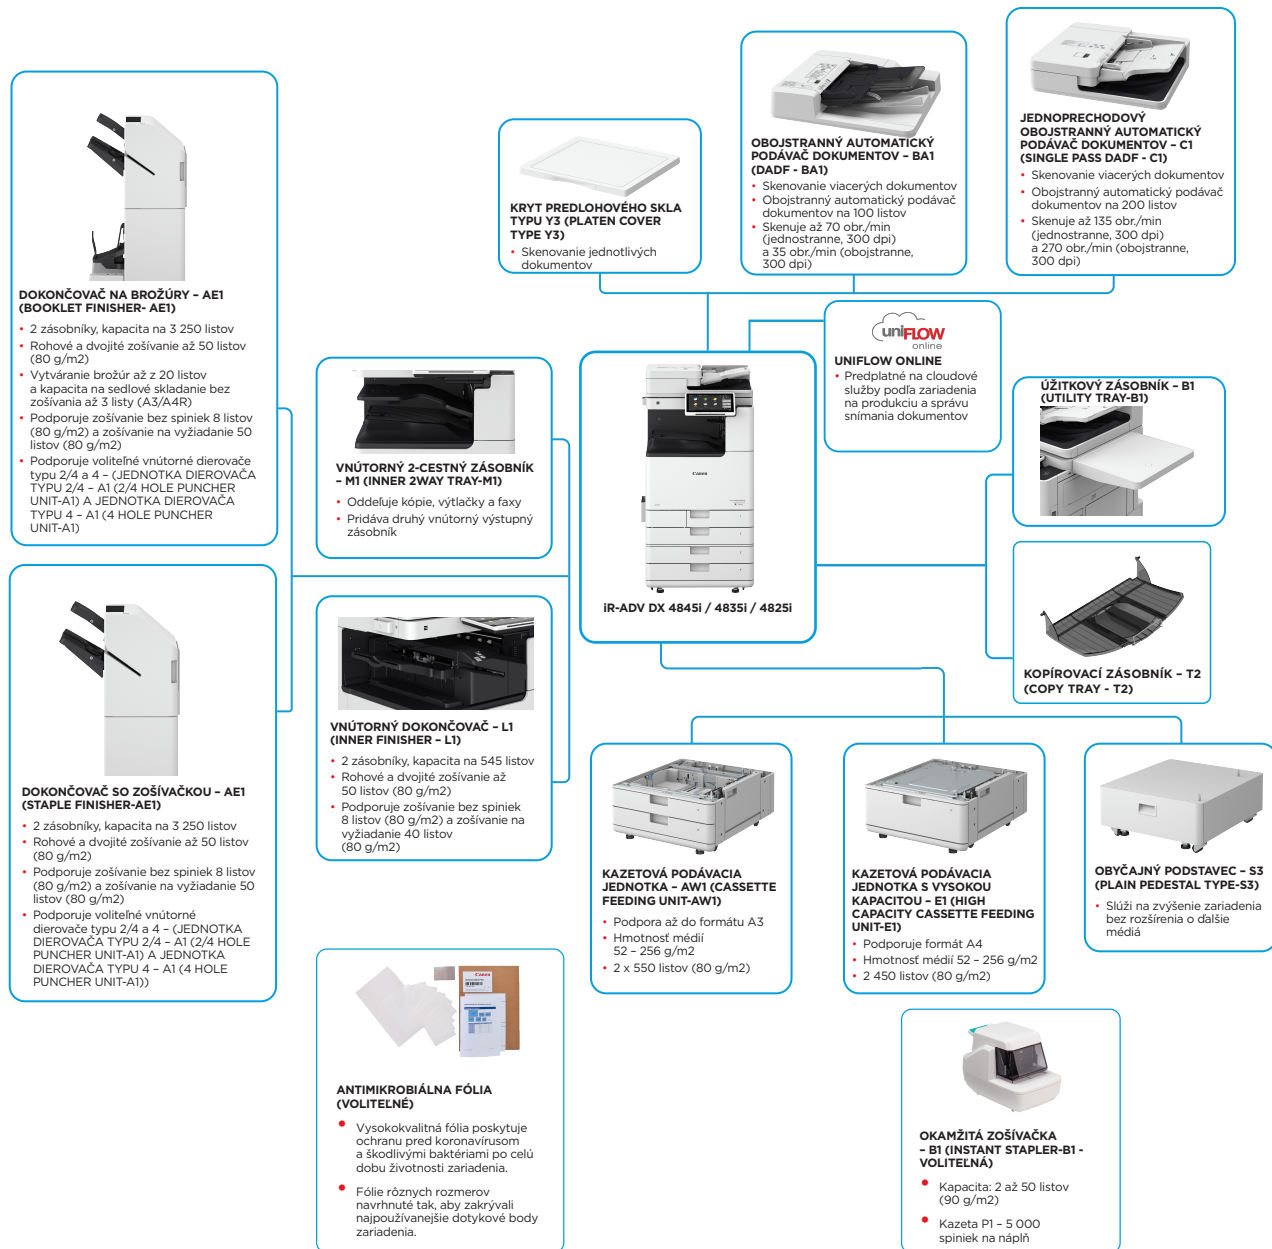 DOKONČOVAČ NA BROŽÚRY – AE1
(BOOKLET FINISHER- AE1)
• 2 zásobníky, kapacita na 3 250 listov
• Rohové a dvojité zošívanie až 50 listov
(80 g/m2)
• Vytváranie brožúr až z 20 listov
a kapacita na sedlové skladanie bez
zošívania až 3 listy (A3/A4R)
• Podporuje zošívanie bez spiniek 8 listov
(80 g/m2) a zošívanie na vyžiadanie 50
listov (80 g/m2)
• Podporuje voliteľné vnútorné dierovače
typu 2/4 a 4 – (JEDNOTKA DIEROVAČA
TYPU 2/4 – A1 (2/4 HOLE PUNCHER
UNIT-A1) A JEDNOTKA DIEROVAČA
TYPU 4 – A1 (4 HOLE PUNCHER
UNIT-A1)
DOKONČOVAČ SO ZOŠÍVAČKOU – AE1
(STAPLE FINISHER-AE1)
• 2 zásobníky, kapacita na 3 250 listov
• Rohové a dvojité zošívanie až 50 listov
(80 g/m2)
• Podporuje zošívanie bez spiniek 8 listov
(80 g/m2) a zošívanie na vyžiadanie 50
listov (80 g/m2)
• Podporuje voliteľné vnútorné
dierovače typu 2/4 a 4 – (JEDNOTKA
DIEROVAČA TYPU 2/4 – A1 (2/4 HOLE
PUNCHER UNIT-A1) A JEDNOTKA
DIEROVAČA TYPU 4 – A1 (4 HOLE
PUNCHER UNIT-A1))
VNÚTORNÝ 2-CESTNÝ ZÁSOBNÍK
– M1 (INNER 2WAY TRAY-M1)
• Oddeľuje kópie, výtlačky a faxy
• Pridáva druhý vnútorný výstupný
zásobník
VNÚTORNÝ DOKONČOVAČ – L1
(INNER FINISHER – L1)
• 2 zásobníky, kapacita na 545 listov
• Rohové a dvojité zošívanie až
50 listov (80 g/m2)
• Podporuje zošívanie bez spiniek
8 listov (80 g/m2) a zošívanie na
vyžiadanie 40 listov
(80 g/m2)
Canon
ANTIMIKROBIÁLNA FÓLIA
(VOLITEĽNÉ)
• Vysokokvalitná fólia poskytuje
ochranu pred koronavírusom
a škodlivými baktériami po celú
dobu životnosti zariadenia.
• Fólie rôznych rozmerov
navrhnuté tak, aby zakrývali
najpoužívanejšie dotykové body
zariadenia.
KRYT PREDLOHOVÉHO SKLA
TYPU Y3 (PLATEN COVER
TYPE Y3)
• Skenovanie jednotlivých
dokumentov
OBOJSTRANNÝ AUTOMATICKÝ
PODÁVAČ DOKUMENTOV – BA1
(DADF - BA1)
• Skenovanie viacerých dokumentov
• Obojstranný automatický podávač
dokumentov na 100 listov
• Skenuje až 70 obr./min
(jednostranne, 300 dpi)
a 35 obr./min (obojstranne,
300 dpi)
JEDNOPRECHODOVÝ
OBOJSTRANNÝ AUTOMATICKÝ
PODÁVAČ DOKUMENTOV – C1
(SINGLE PASS DADF - C1)
• Skenovanie viacerých dokumentov
• Obojstranný automatický podávač
dokumentov na 200 listov
• Skenuje až 135 obr./min
(jednostranne, 300 dpi)
a 270 obr./min (obojstranne,
300 dpi)
uniFLOW
online
UNIFLOW ONLINE
• Predplatné na cloudové
služby podľa zariadenia
na produkciu a správu
snímania dokumentov
Canon
iR-ADV DX 4845i / 4835i / 4825i
ÚŽITKOVÝ ZÁSOBNÍK – B1
(UTILITY TRAY-B1)
KOPÍROVACÍ ZÁSOBNÍK – T2
(COPY TRAY - T2)
KAZETOVÁ PODÁVACIA
JEDNOTKA – AW1 (CASSETTE
FEEDING UNIT-AW1)
• Podpora až do formátu A3
• Hmotnosť médií
52 – 256 g/m2
• 2 x 550 listov (80 g/m2)
KAZETOVÁ PODÁVACIA
JEDNOTKA S VYSOKOU
KAPACITOU – E1 (HIGH
CAPACITY CASSETTE FEEDING
UNIT-E1)
• Podporuje formát A4
• Hmotnosť médií 52 – 256 g/m2
• 2 450 listov (80 g/m2)
OBYČAJNÝ PODSTAVEC – S3
(PLAIN PEDESTAL TYPE-S3)
• Slúži na zvýšenie zariadenia
bez rozšírenia o ďalšie
médiá
OKAMŽITÁ ZOŠÍVAČKA
– B1 (INSTANT STAPLER-B1 -
VOLITEĽNÁ)
• Kapacita: 2 až 50 listov
(90 g/m2)
• Kazeta P1 – 5 000
spiniek na náplň